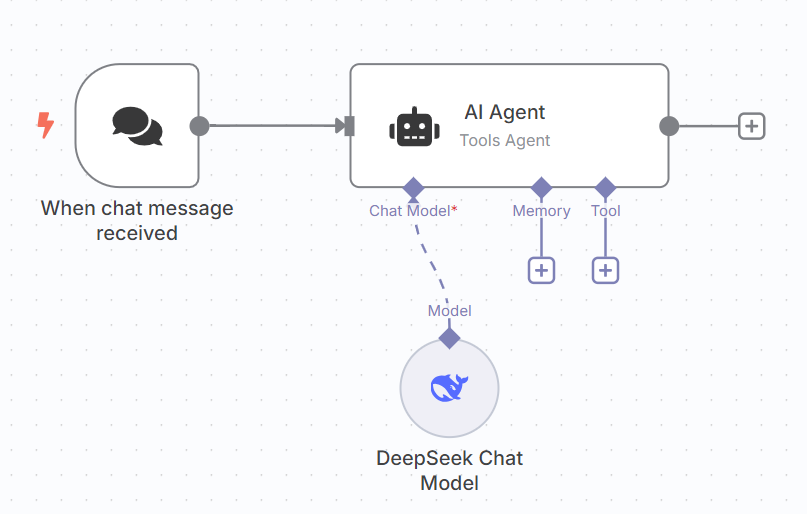 AI Agent
Tools Agent
When chat message
received
Chat Model*
Memory
Tool
Model
DeepSeek Chat
Model